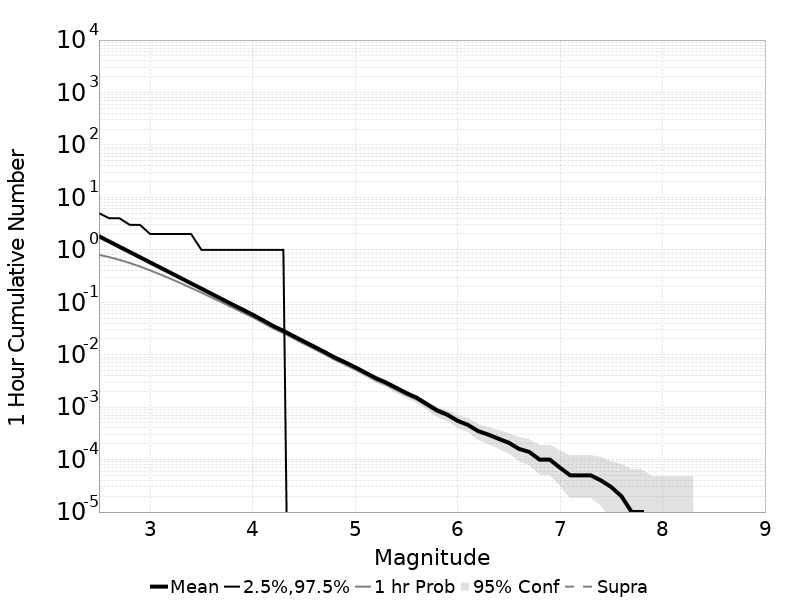 1 Hour Cumulative Number
10^4
10^3
10^2
10^1
10^0
10^-1
10^-2
10^-3
10^-4
10^-5
3 4 5 6 7 8 9
Magnitude
Mean 2.5%,97.5% 1 hr Prob 95% Conf Supra